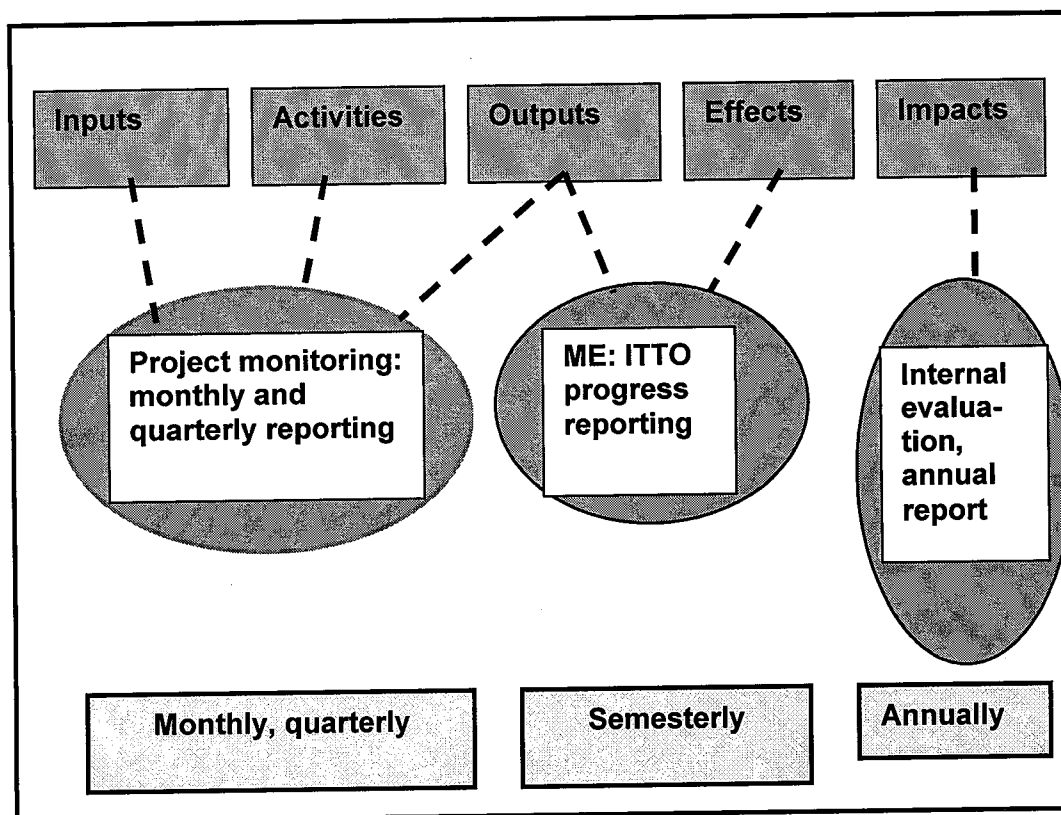 Inputs
Activities
Outputs
Effects
Impacts
Project monitoring:
monthly and
quarterly reporting
ME: ITTO
progress
reporting
Internal
evalua-
tion,
annual
report
Monthly, quarterly
Semesterly
Annually